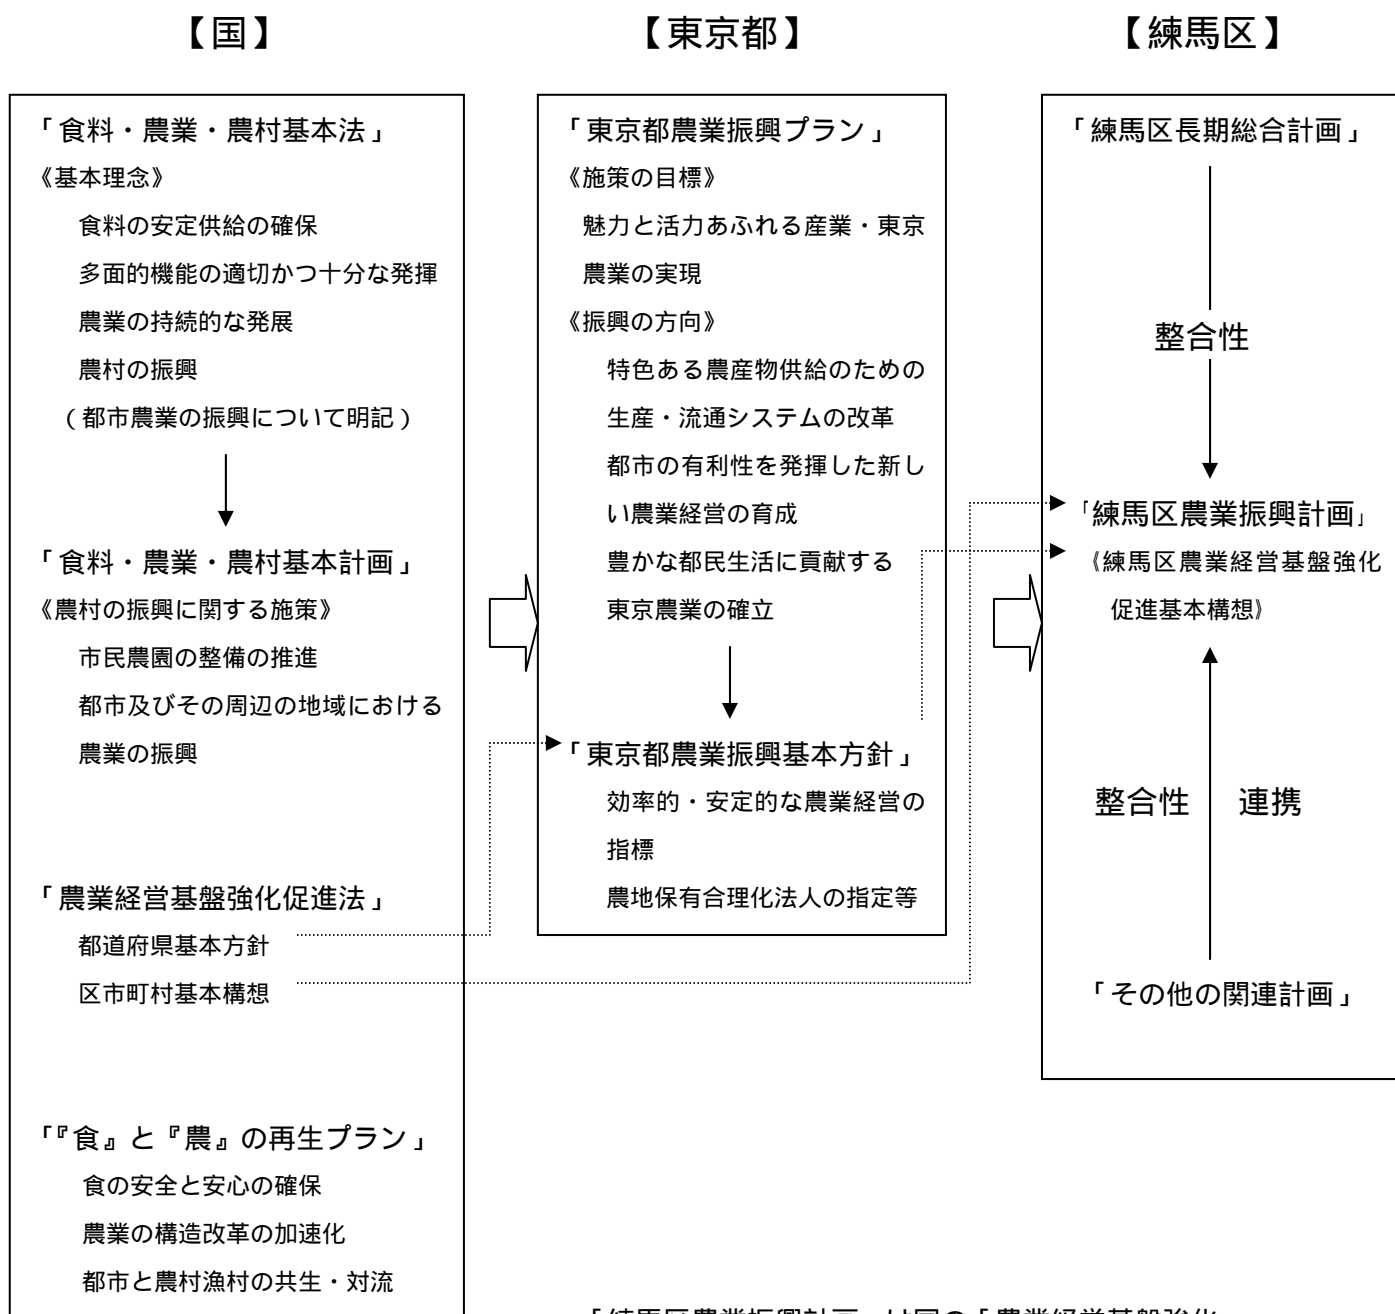 【国】
「食料・農業・農村基本法」
《基本理念》
食料の安定供給の確保
多面的機能の適切かつ十分な発揮
農業の持続的な発展
農村の振興
(都市農業の振興について明記)
「食料・農業・農村基本計画」
《農村の振興に関する施策》
市民農園の整備の推進
都市及びその周辺の地域における
農業の振興
「農業経営基盤強化促進法」
都道府県基本方針
区市町村基本構想
「『食』と『農』の再生プラン」
食の安全と安心の確保
農業の構造改革の加速化
都市と農村漁村の共生・対流
【東京都】
「東京都農業振興プラン」
《施策の目標》
魅力と活力あふれる産業・東京
農業の実現
《振興の方向》
特色ある農産物供給のための
生産・流通システムの改革
都市の有利性を発揮した新し
い農業経営の育成
豊かな都民生活に貢献する
東京農業の確立
「東京都農業振興基本方針」
効率的・安定的な農業経営の
指標
農地保有合理化法人の指定等
【練馬区】
「練馬区長期総合計画」
整合性
「練馬区農業振興計画」
《練馬区農業経営基盤強化
促進基本構想》
整合性 連携
「その他の関連計画」
「練馬区農業振興計画」は国の「農業経営基盤強化